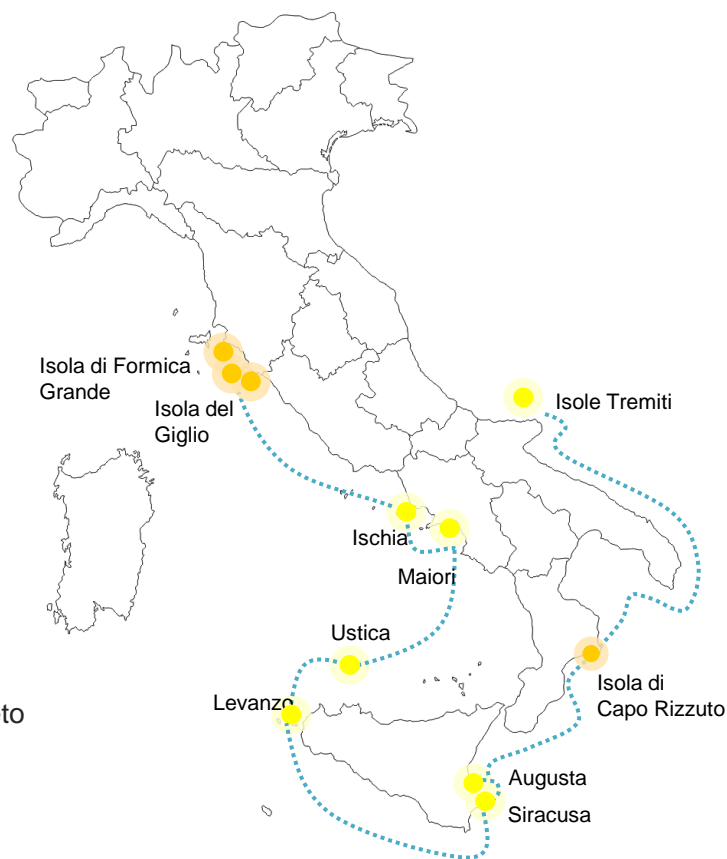 Isola di Formica
Grande
Isola del
Giglio
Isole Tremiti
Ischia
Maiori
Ustica
Levanzo
Isola di
Capo Rizzuto
eto
Augusta
Siracusa